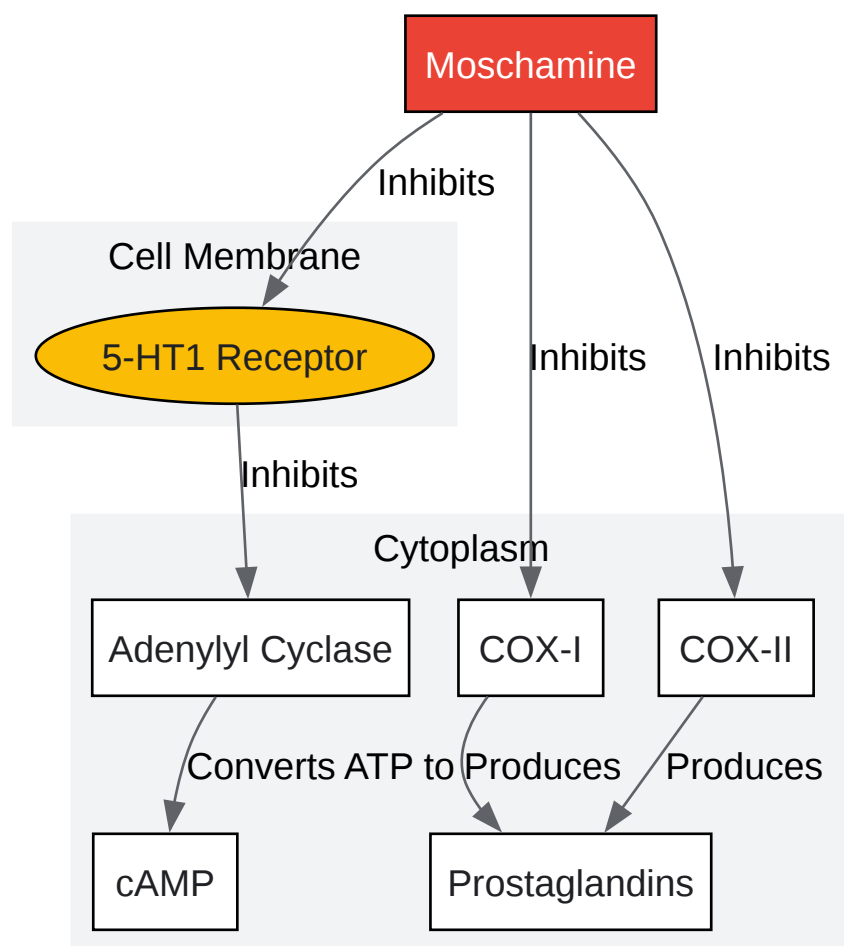 Moschamine
Inhibits
Cell Membrane
5-HT1 Receptor
Inhibits
Inhibits
Inhibits
Cytoplasm
Adenylyl Cyclase
COX-I
COX-II
Converts ATP to
Produces
Produces
cAMP
Prostaglandins